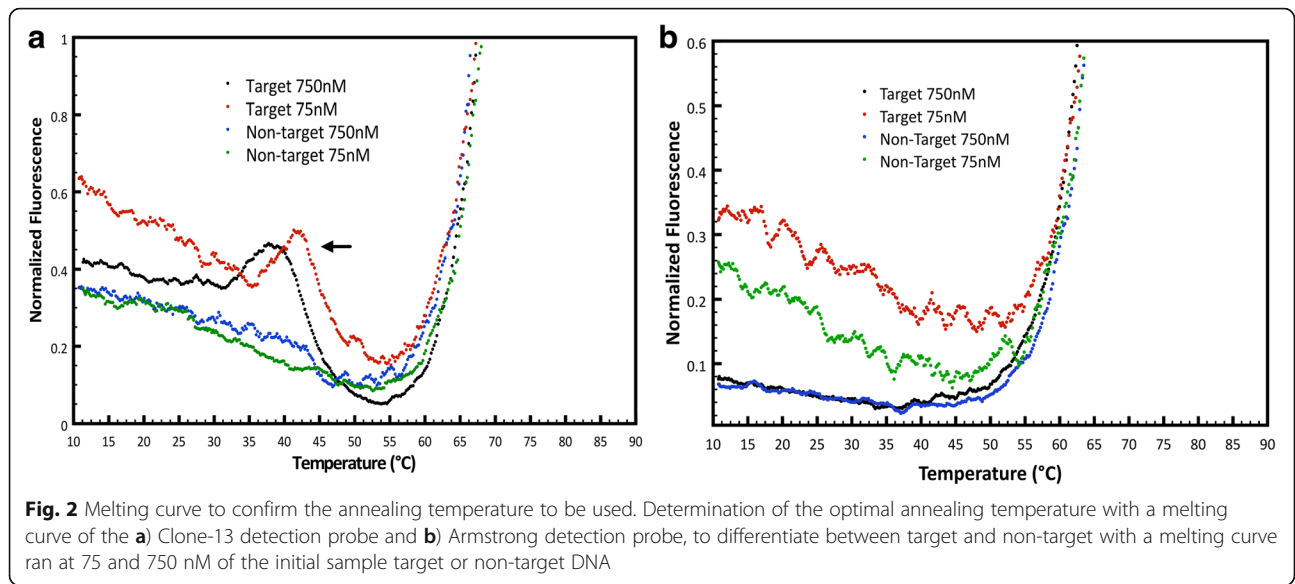 a
1
0.8
0.6
0.4
0.2
0
Normalized Fluorescence
Target 750nM
Target 75nM
Non-target 750nM
Non-target 75nM
10 15 20 25 30 35 40 45 50 55 60 65 70 75 80 85 90
Temperature (°C)
b
0.6
0.5
0.4
0.3
0.2
0.1
Normalized Fluorescence
Target 750nM
Target 75nM
Non-Target 750nM
Non-Target 75nM
10 15 20 25 30 35 40 45 50 55 60 65 70 75 80 85 90
Temperature (°C)
Fig. 2 Melting curve to confirm the annealing temperature to be used. Determination of the optimal annealing temperature with a melting
curve of the a) Clone-13 detection probe and b) Armstrong detection probe, to differentiate between target and non-target with a melting curve
ran at 75 and 750 nM of the initial sample target or non-target DNA